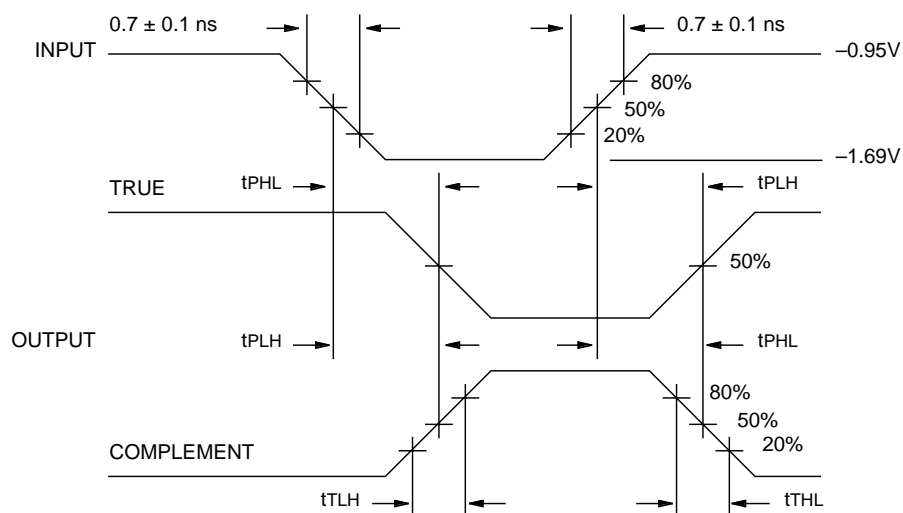 0.7 ± 0.1 ns 0.7 ± 0.1 ns
INPUT –0.95V
80%
50%
20%
–1.69V
tPHL tPLH
TRUE
50%
OUTPUT tPLH tPHL
80%
50%
COMPLEMENT 20%
tTLH tTHL